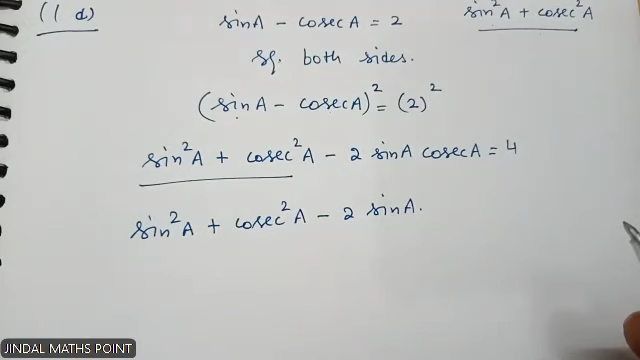 (1 d) sinA - cosecA = 2 sin²A + cosec²A
Sq. both sides.
(sinA - cosecA)² = (2)²
sin²A + cosec²A - 2 sinA cosecA = 4
sin²A + cosec²A - 2 sinA.
JINDAL MATHS POINT